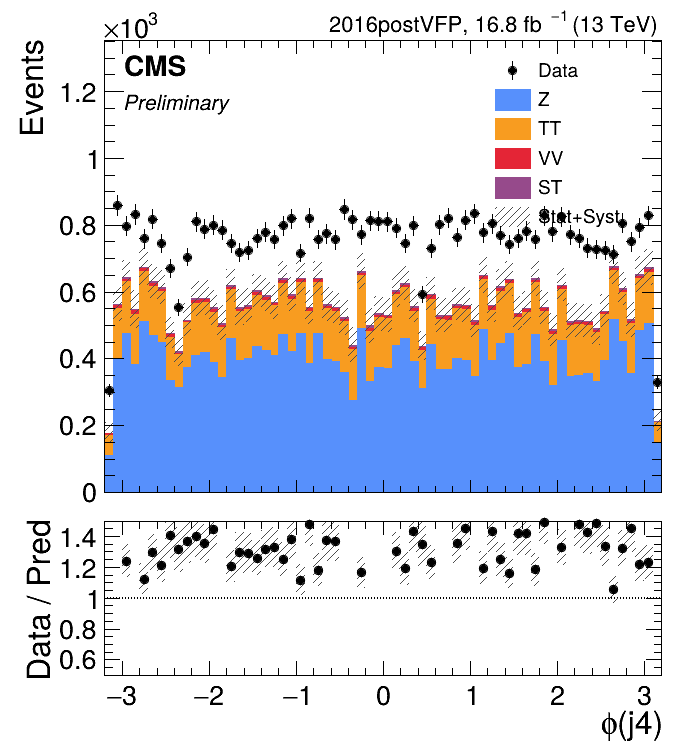 ×10³ 2016postVFP, 16.8 fb ⁻¹ (13 TeV)
CMS
Preliminary
Data
Z
TT
VV
ST
Stat+Syst
Events
1.2
1
0.8
0.6
0.4
0.2
0
Data / Pred
1.4
1.2
1
0.8
0.6
−3 −2 −1 0 1 2 3
ϕ(j4)